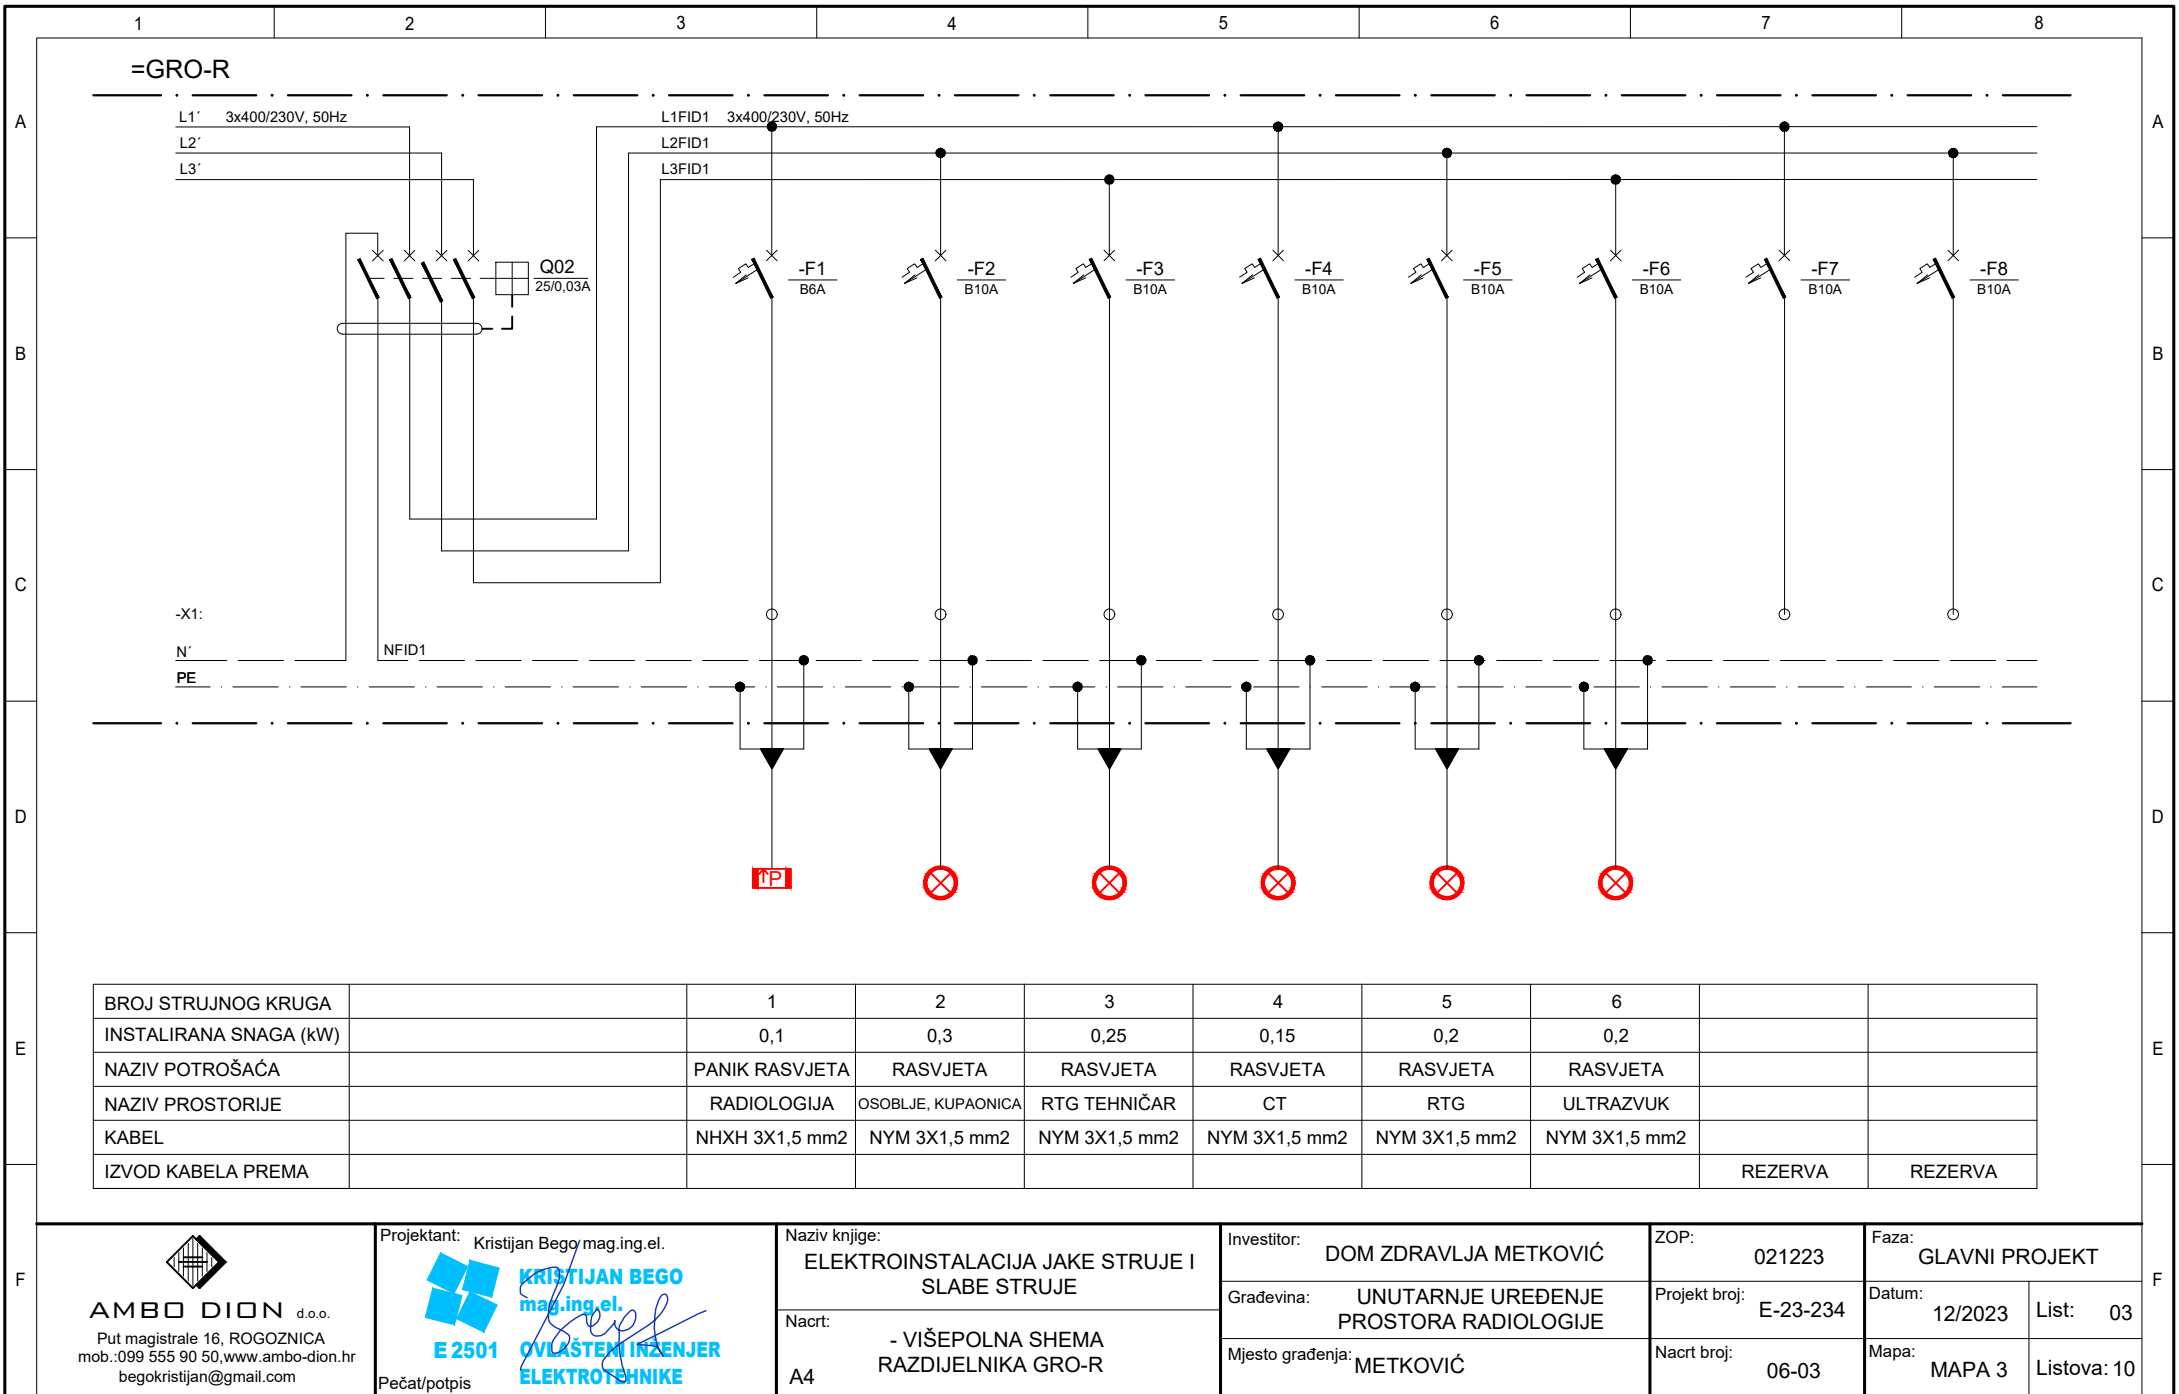 1 2 3 4 5 6 7 8
=GRO-R
A A
L1´ 3x400/230V, 50Hz L1FID1 3x400/230V, 50Hz
L2´ L2FID1
L3´ L3FID1
Q02
25/0,03A
-F1
B6A
-F2
B10A
-F3
B10A
-F4
B10A
-F5
B10A
-F6
B10A
-F7
B10A
-F8
B10A
B B
C C
-X1:
N´ NFID1
PE
D D
P
BROJ STRUJNOG KRUGA 1 2 3 4 5 6
INSTALIRANA SNAGA (kW) 0,1 0,3 0,25 0,15 0,2 0,2
E E
NAZIV POTROŠAĆA PANIK RASVJETA RASVJETA RASVJETA RASVJETA RASVJETA RASVJETA
NAZIV PROSTORIJE RADIOLOGIJA OSOBLJE, KUPAONICA RTG TEHNIČAR CT RTG ULTRAZVUK
KABEL NHXH 3X1,5 mm2 NYM 3X1,5 mm2 NYM 3X1,5 mm2 NYM 3X1,5 mm2 NYM 3X1,5 mm2 NYM 3X1,5 mm2
IZVOD KABELA PREMA REZERVA REZERVA
F F
AMBO DION d.o.o.
Put magistrale 16, ROGOZNICA
mob.:099 555 90 50,www.ambo-dion.hr
begokristijan@gmail.com
Projektant: Kristijan Bego mag.ing.el.
KRISTIJAN BEGO
mag.ing.el.
E 2501 OVLAŠTENI INŽENJER
ELEKTROTEHNIKE
Pečat/potpis
Naziv knjige:
ELEKTROINSTALACIJA JAKE STRUJE I
SLABE STRUJE
Nacrt:
- VIŠEPOLNA SHEMA
RAZDIJELNIKA GRO-R
A4
Investitor: DOM ZDRAVLJA METKOVIĆ
Građevina: UNUTARNJE UREĐENJE
PROSTORA RADIOLOGIJE
Mjesto građenja: METKOVIĆ
ZOP: 021223
Projekt broj: E-23-234
Nacrt broj: 06-03
Faza: GLAVNI PROJEKT
Datum: 12/2023
List: 03
Mapa: MAPA 3
Listova: 10